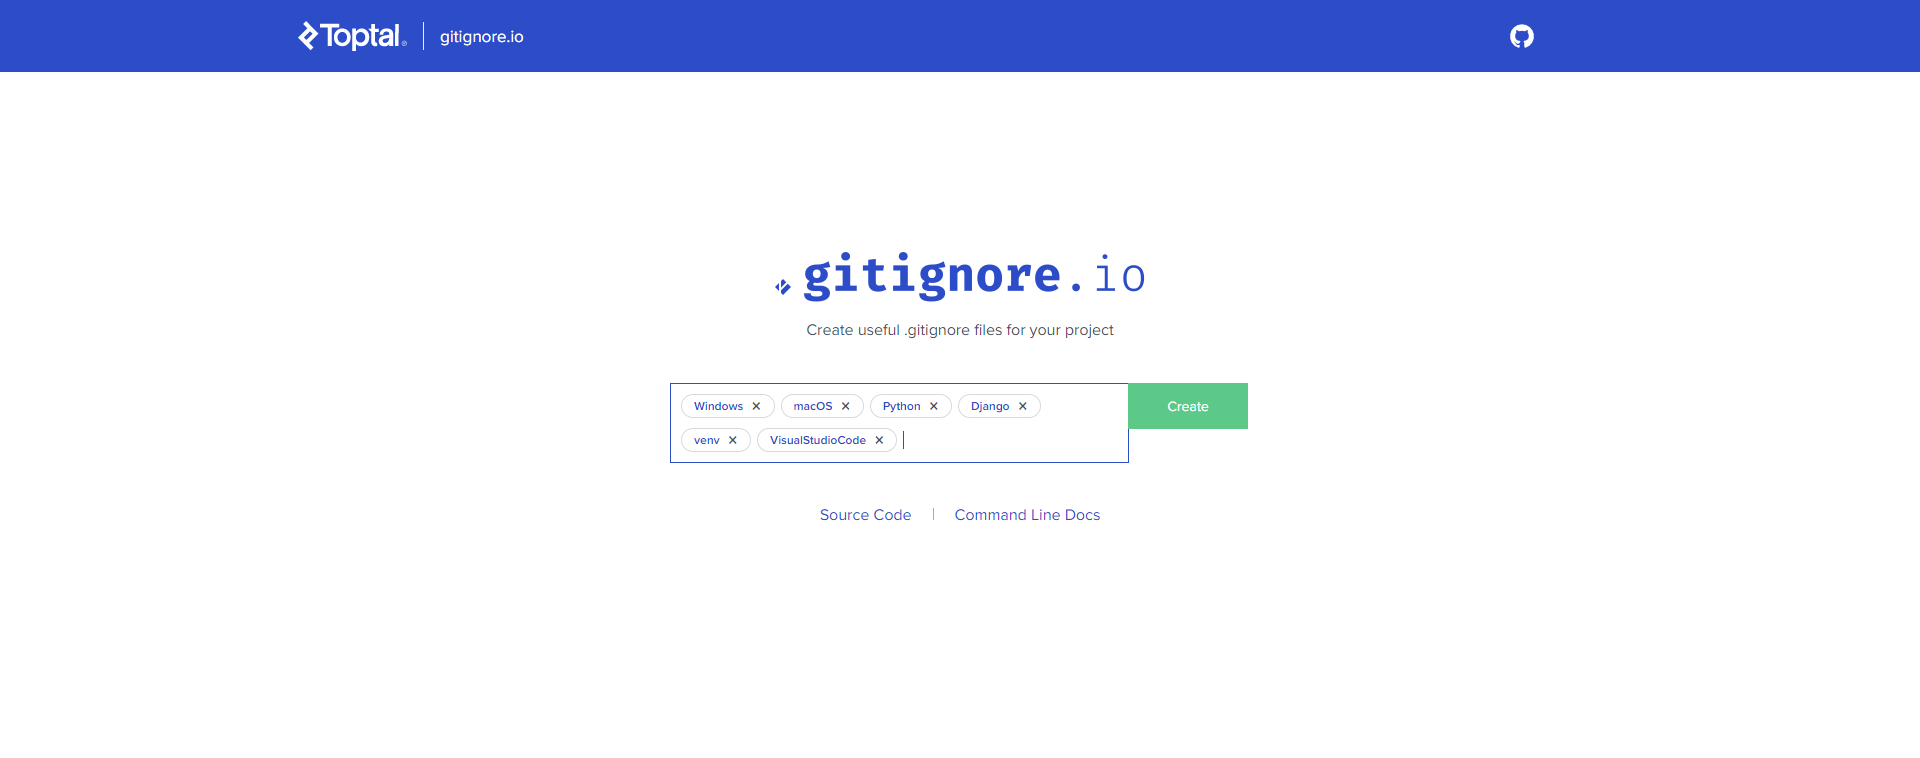 Toptal® gitignore.io
.gitignore.io
Create useful .gitignore files for your project
Windows × macOS × Python × Django × Create
venv × VisualStudioCode ×
Source Code | Command Line Docs